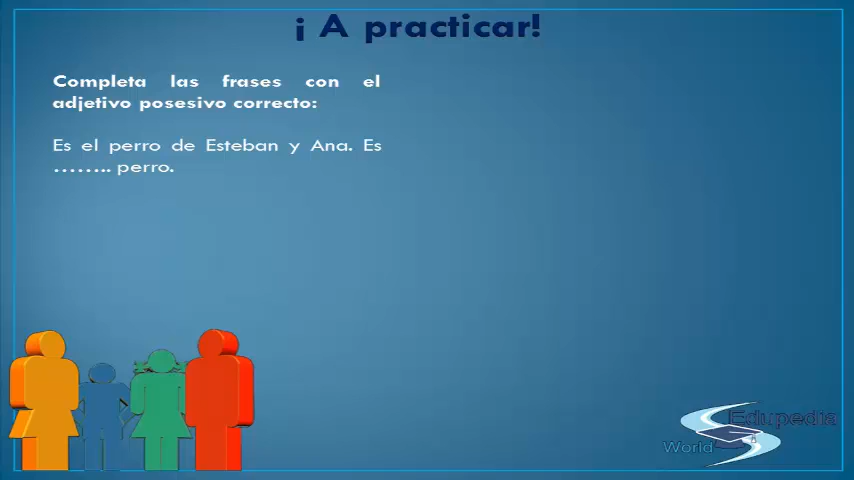 ¡ A practicar!
Completa las frases con el
adjetivo posesivo correcto:
Es el perro de Esteban y Ana. Es
…….. perro.
Edupedia
World